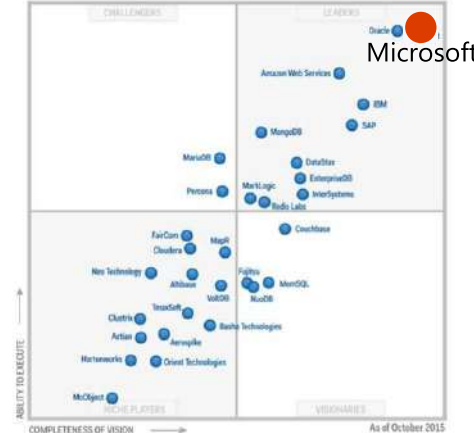 CHALLENGERS
LEADERS
Oracle
Microsoft
Amazon Web Services
IBM
SAP
MongoDB
MariaDB
DataStax
EnterpriseDB
Percona
MarkLogic
InterSystems
Redis Labs
FairCom
MapR
Couchbase
Cloudera
Neo Technology
Altibase
Fujitsu
MemSQL
VoltDB
NuoDB
TmaxSoft
Clustrix
Basho Technologies
Actian
Aerospike
Hortonworks
Orient Technologies
McObject
NICHE PLAYERS
VISIONARIES
ABILITY TO EXECUTE
COMPLETENESS OF VISION
As of October 2015